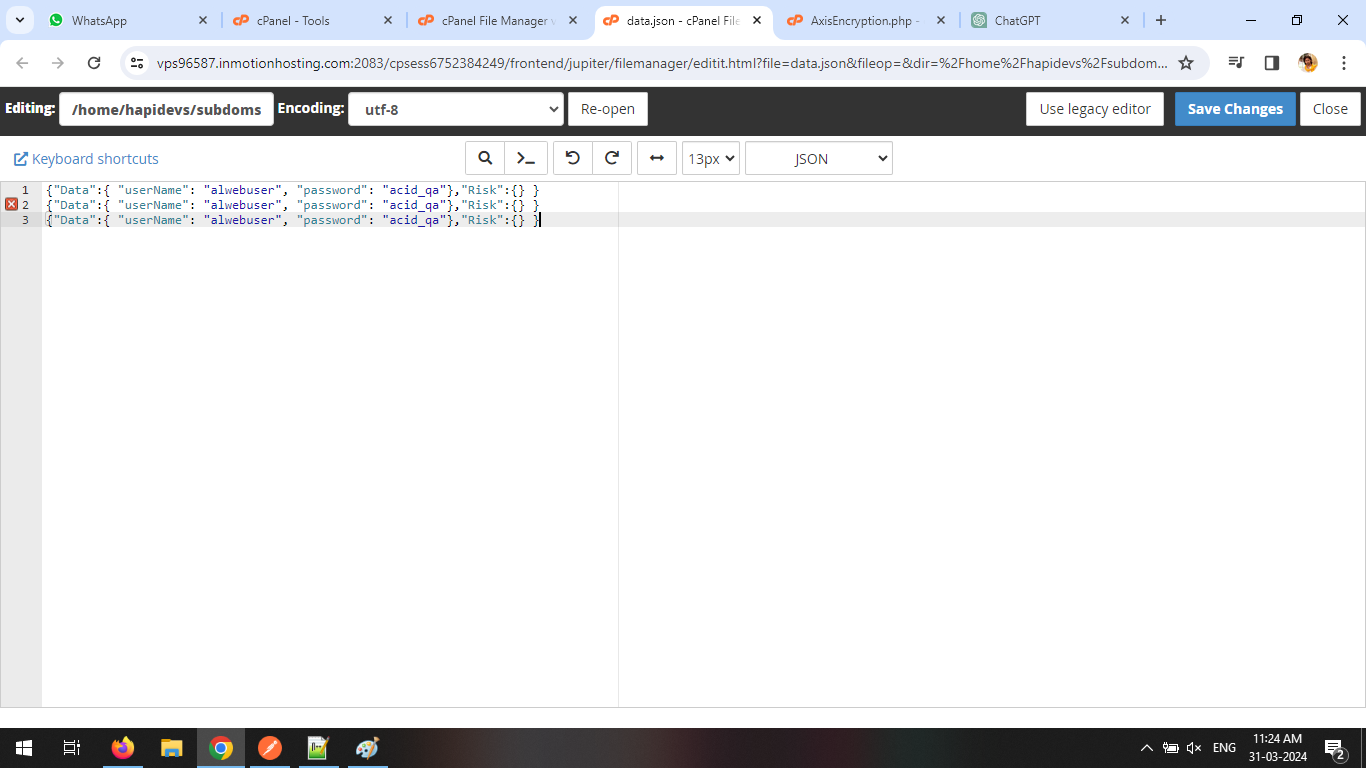 WhatsApp
cPanel - Tools
cPanel File Manager v
data.json - cPanel File
AxisEncryption.php -
ChatGPT
vps96587.inmotionhosting.com:2083/cpsess6752384249/frontend/jupiter/filemanager/editit.html?file=data.json&fileop=&dir=%2Fhome%2Fhapidevs%2Fsubdom...
Editing: /home/hapidevs/subdoms Encoding: utf-8 Re-open Use legacy editor Save Changes Close
Keyboard shortcuts 13px JSON
1 {"Data":{ "userName": "alwebuser", "password": "acid_qa"},"Risk":{} }
2 {"Data":{ "userName": "alwebuser", "password": "acid_qa"},"Risk":{} }
3 {"Data":{ "userName": "alwebuser", "password": "acid_qa"},"Risk":{} }
ENG
11:24 AM
31-03-2024
2